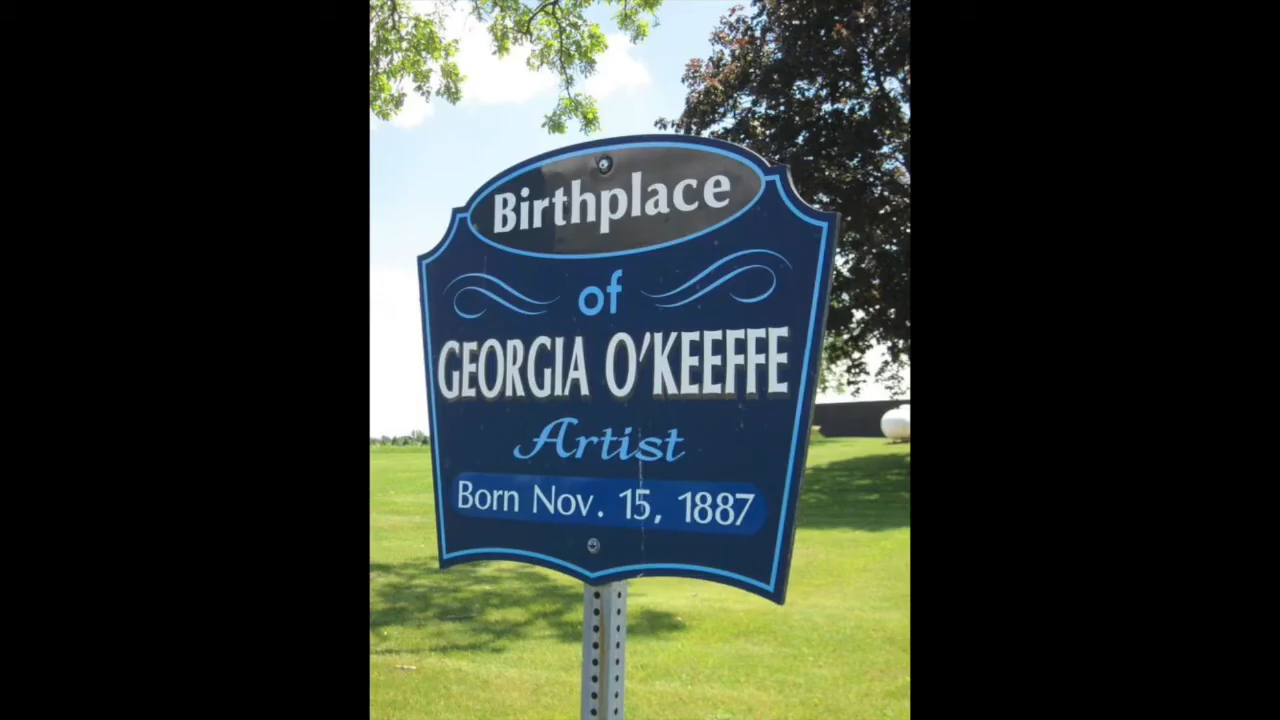 Birthplace
of
GEORGIA O'KEEFFE
Artist
Born Nov. 15, 1887